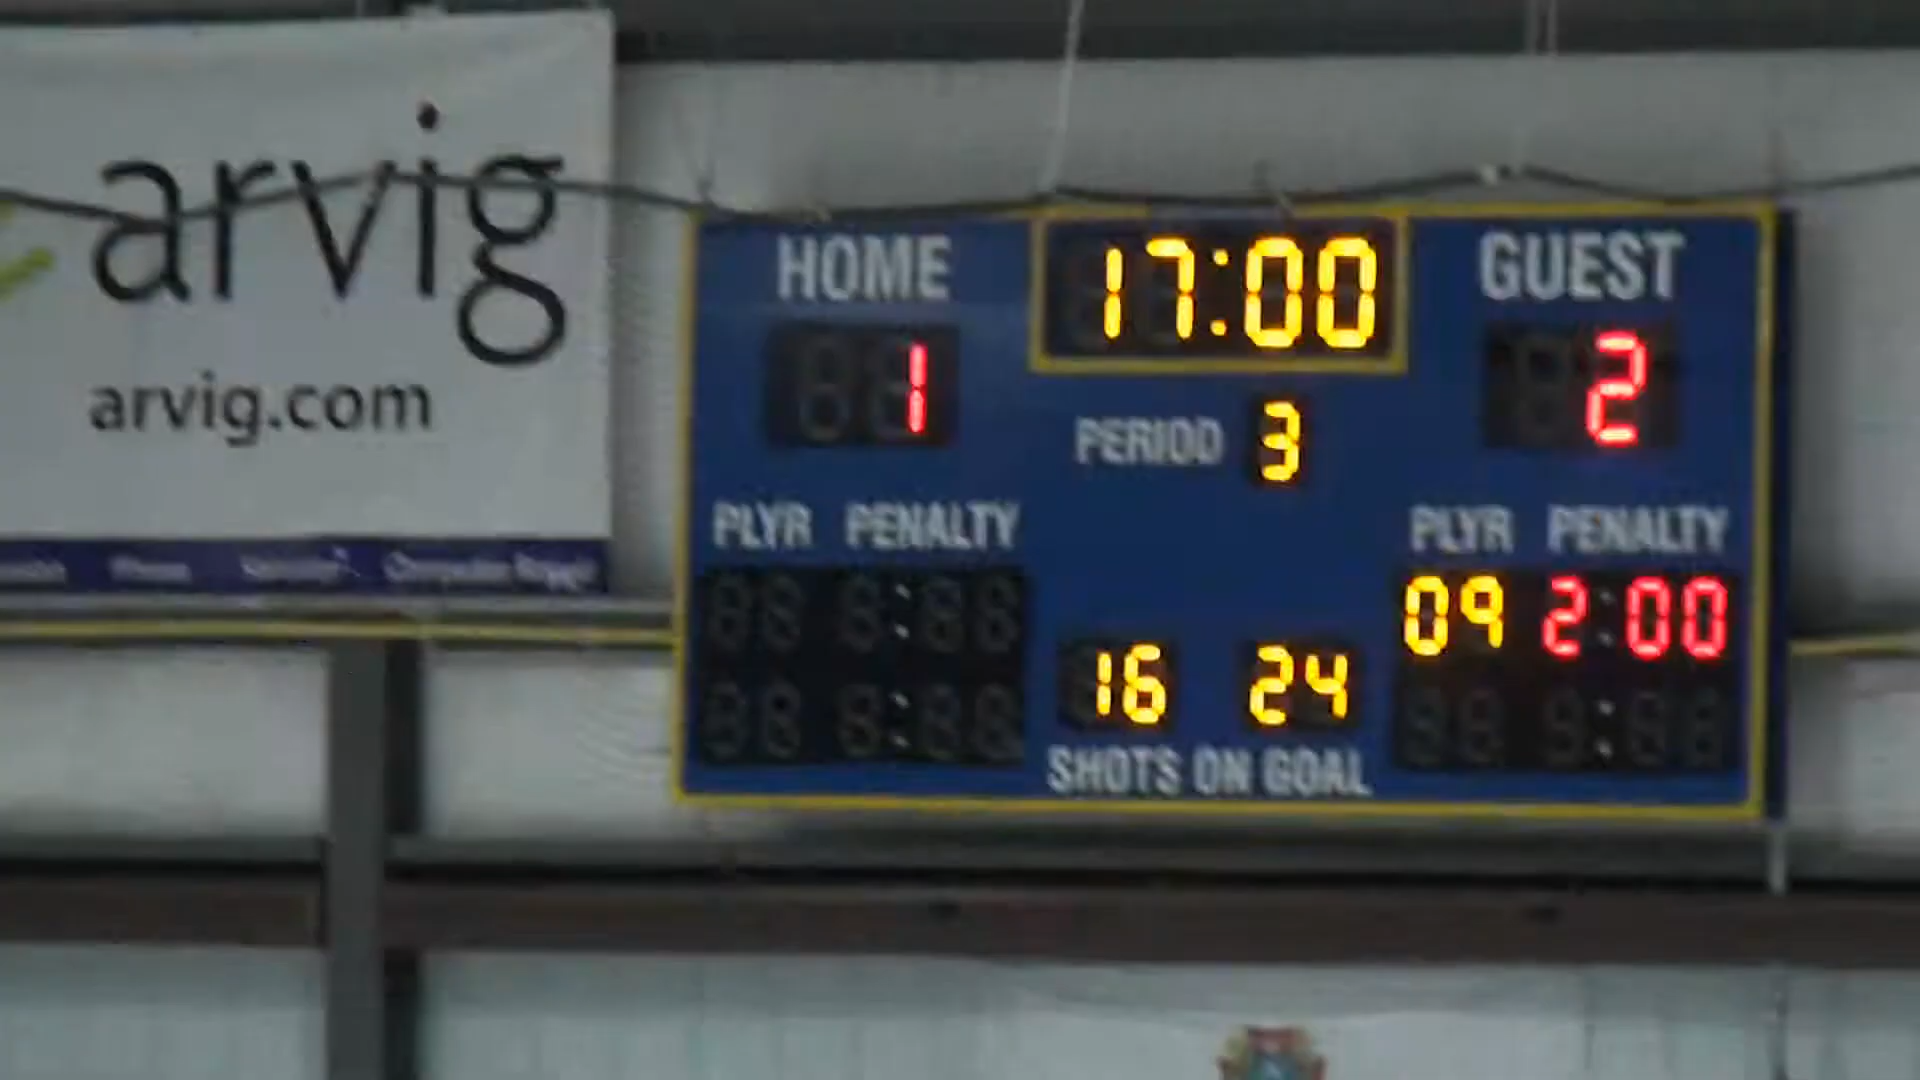 arvig
arvig.com
HOME 17:00 GUEST
1 2
PERIOD 3
PLYR PENALTY PLYR PENALTY
09 2:00
16 24
SHOTS ON GOAL